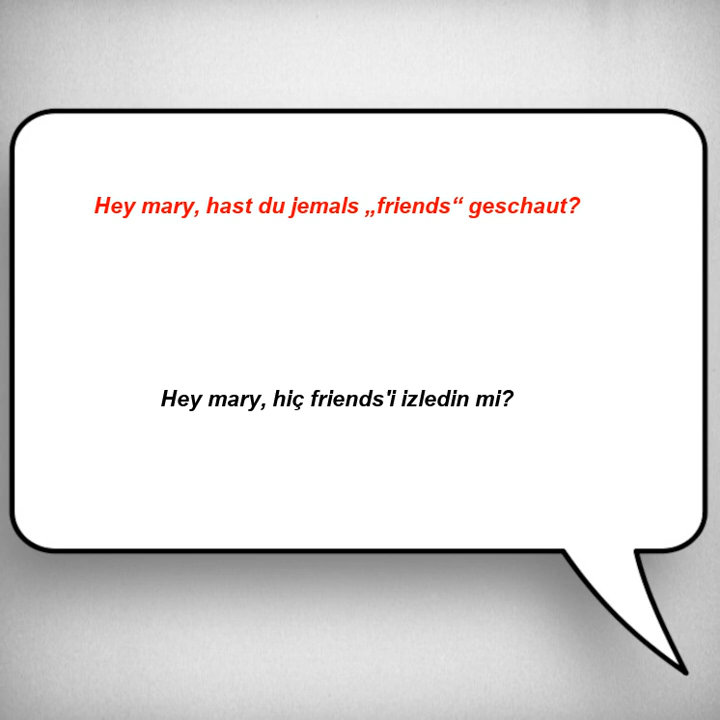 Hey mary, hast du jemals „friends“ geschaut?
Hey mary, hiç friends'i izledin mi?